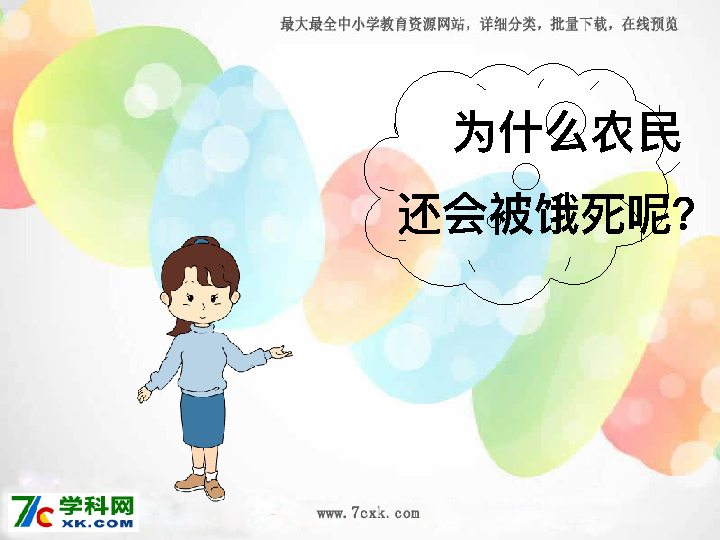 最大最全中小学教育资源网站，详细分类，批量下载，在线预览
为什么农民
还会被饿死呢？
7c 学科网
XK.COM
www.7cxk.com